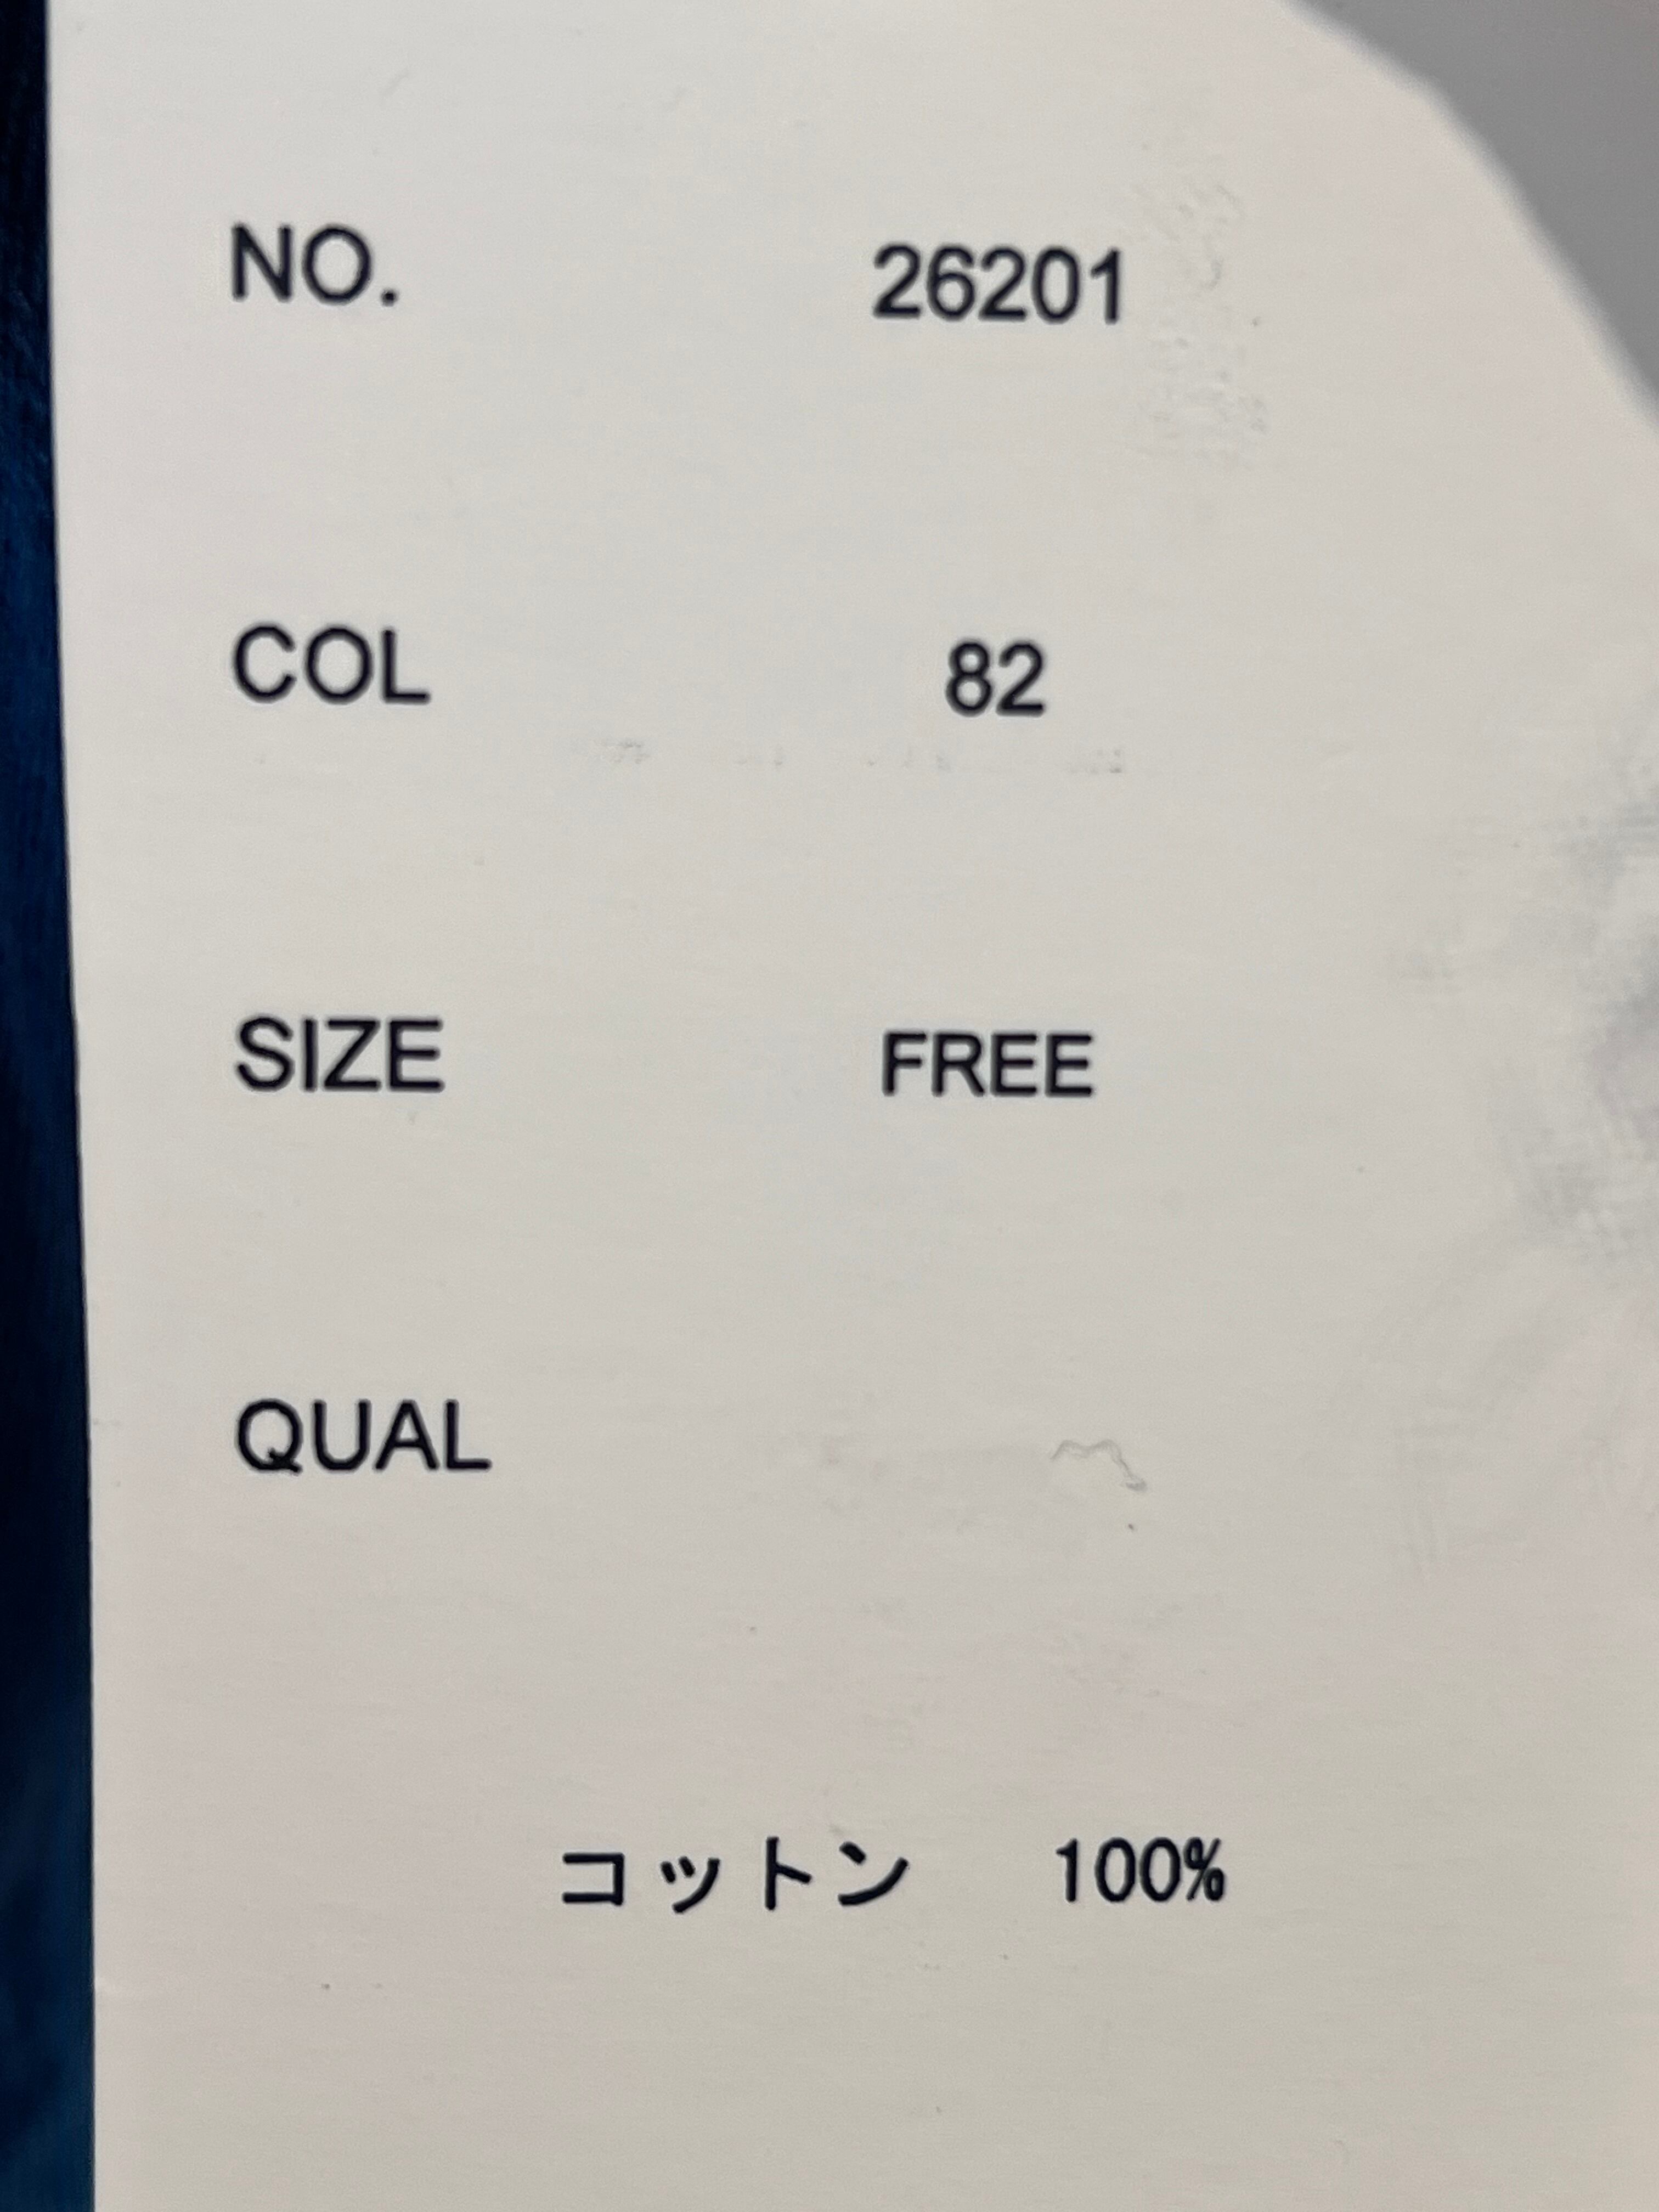 NO. 26201
COL 82
SIZE FREE
QUAL
コットン 100%